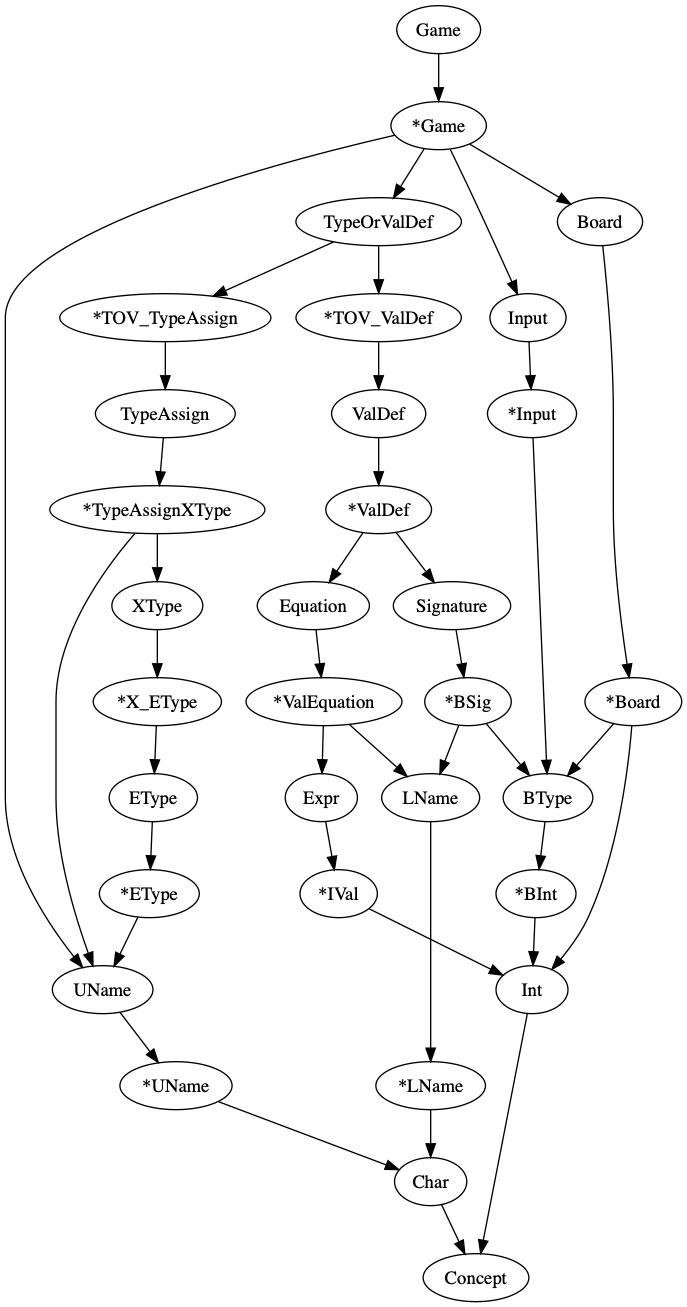 Game
*Game
TypeOrValDef
Board
*TOV_TypeAssign
*TOV_ValDef
Input
TypeAssign
ValDef
*Input
*TypeAssignXType
*ValDef
XType
Equation
Signature
*X_EType
*ValEquation
*BSig
*Board
EType
Expr
LName
BType
*EType
*IVal
*BInt
UName
Int
*UName
*LName
Char
Concept